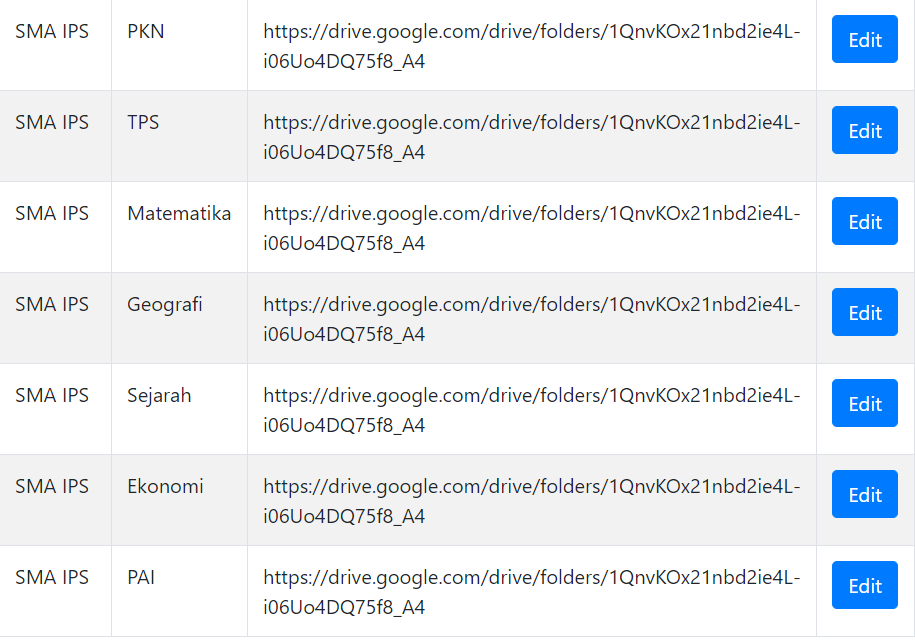 SMA IPS PKN https://drive.google.com/drive/folders/1QnvKOx21nbd2ie4L- Edit
i06Uo4DQ75f8_A4
SMA IPS TPS https://drive.google.com/drive/folders/1QnvKOx21nbd2ie4L- Edit
i06Uo4DQ75f8_A4
SMA IPS Matematika https://drive.google.com/drive/folders/1QnvKOx21nbd2ie4L- Edit
i06Uo4DQ75f8_A4
SMA IPS Geografi https://drive.google.com/drive/folders/1QnvKOx21nbd2ie4L- Edit
i06Uo4DQ75f8_A4
SMA IPS Sejarah https://drive.google.com/drive/folders/1QnvKOx21nbd2ie4L- Edit
i06Uo4DQ75f8_A4
SMA IPS Ekonomi https://drive.google.com/drive/folders/1QnvKOx21nbd2ie4L- Edit
i06Uo4DQ75f8_A4
SMA IPS PAI https://drive.google.com/drive/folders/1QnvKOx21nbd2ie4L- Edit
i06Uo4DQ75f8_A4